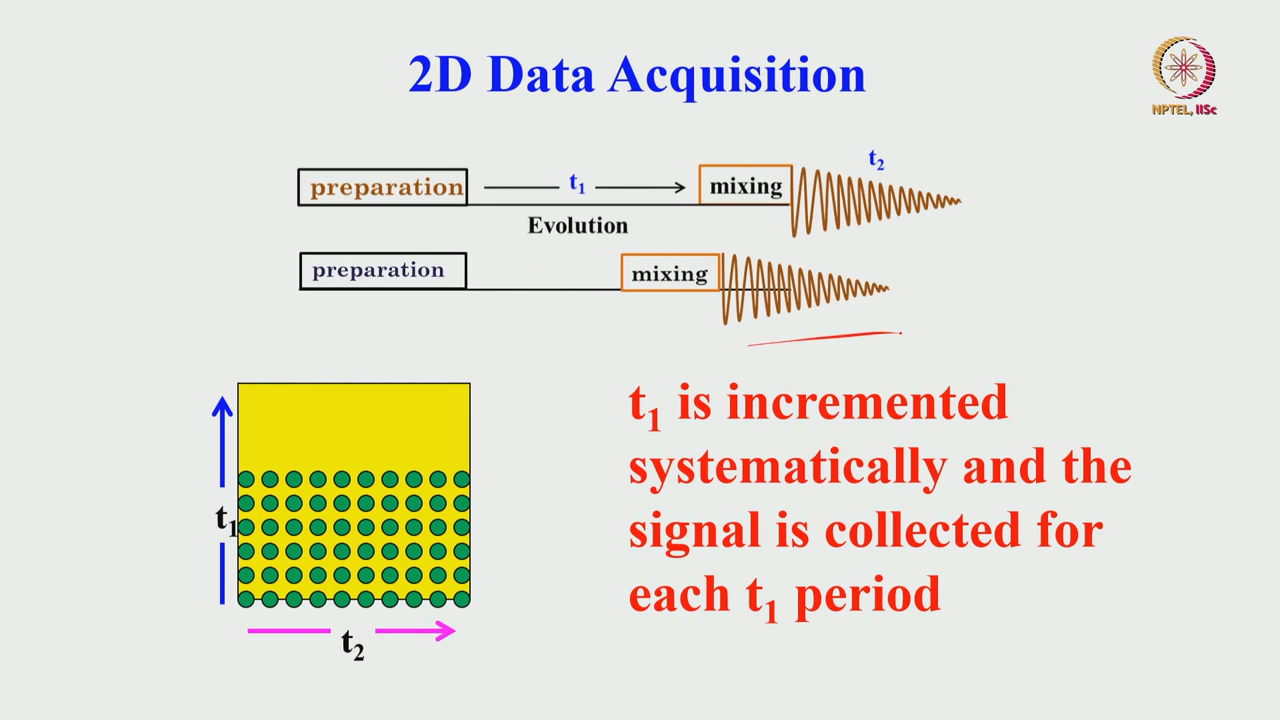 2D Data Acquisition
NPTEL, IISc
t₂
preparation
t₁
mixing
Evolution
preparation
mixing
t₁ is incremented
systematically and the
signal is collected for
each t₁ period
t₁
t₂